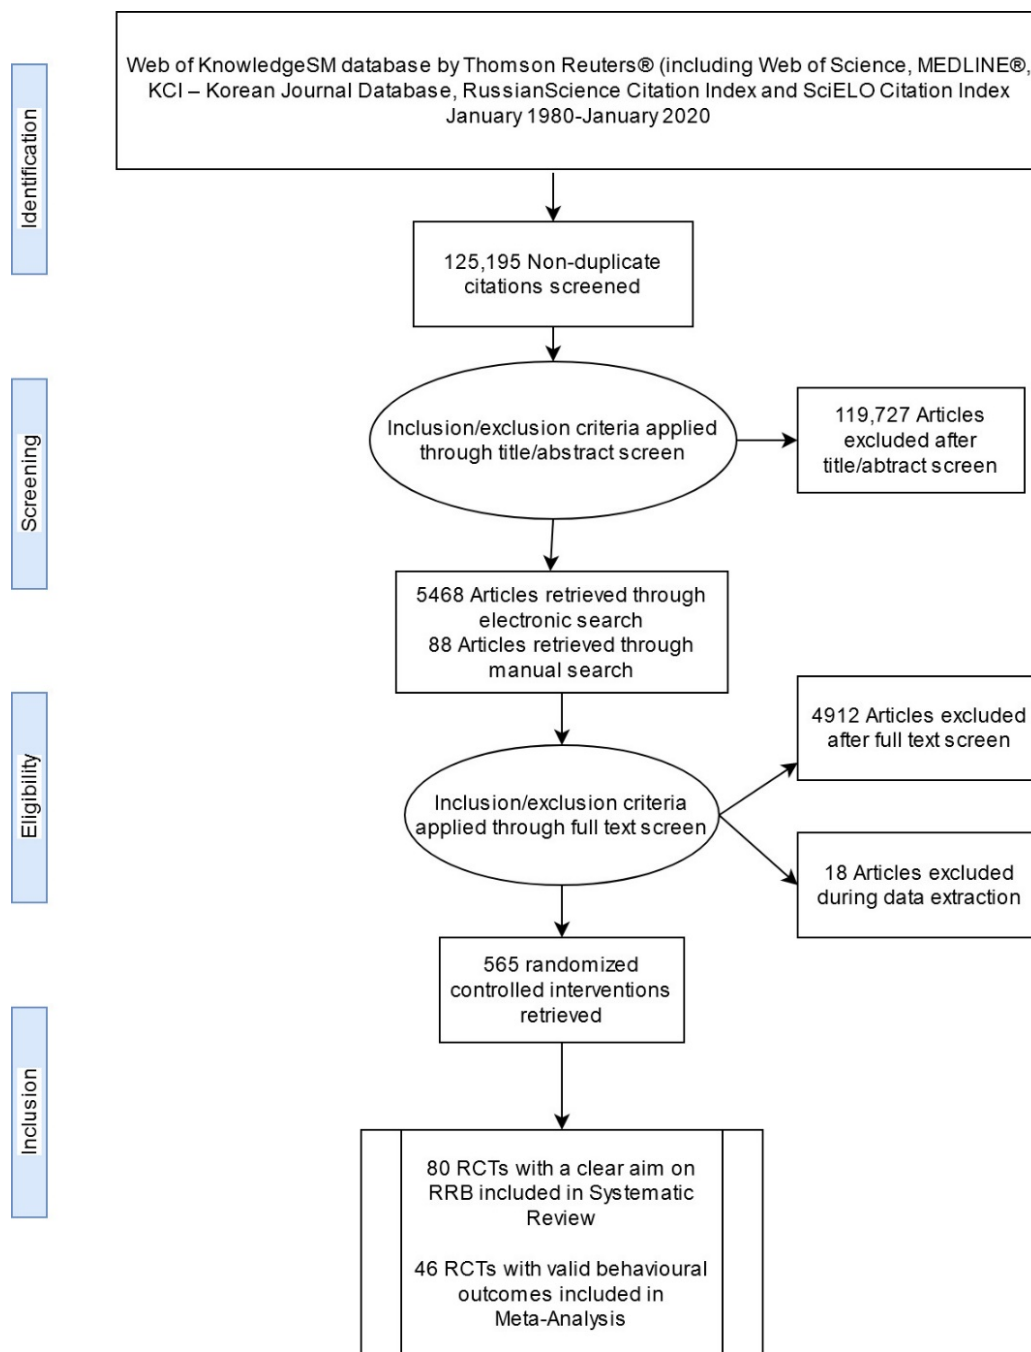 Identification
Web of KnowledgeSM database by Thomson Reuters® (including Web of Science, MEDLINE®,
KCI – Korean Journal Database, RussianScience Citation Index and SciELO Citation Index
January 1980-January 2020
125,195 Non-duplicate
citations screened
Screening
Inclusion/exclusion criteria applied
through title/abstract screen
119,727 Articles
excluded after
title/abtract screen
5468 Articles retrieved through
electronic search
88 Articles retrieved through
manual search
Eligibility
Inclusion/exclusion criteria
applied through full text screen
4912 Articles excluded
after full text screen
18 Articles excluded
during data extraction
565 randomized
controlled interventions
retrieved
Inclusion
80 RCTs with a clear aim on
RRB included in Systematic
Review
46 RCTs with valid behavioural
outcomes included in
Meta-Analysis